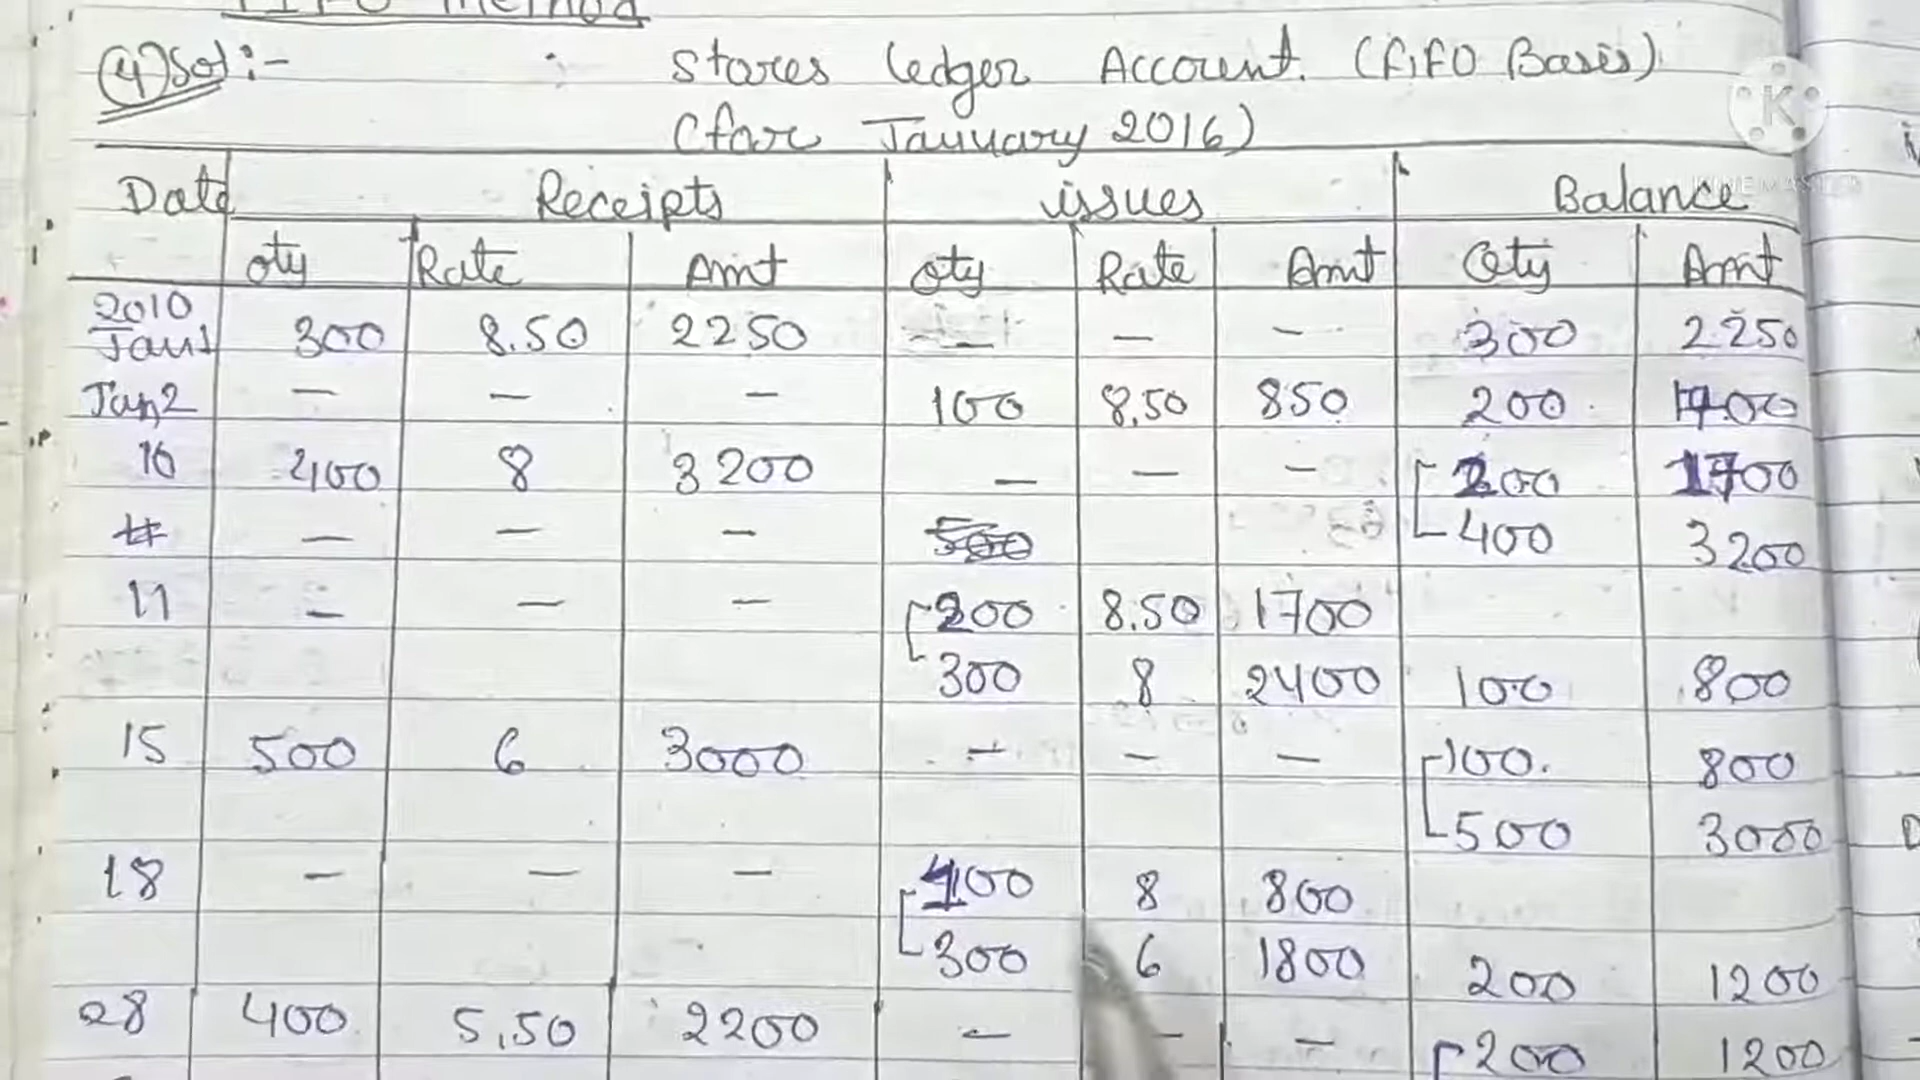 FIFO Method
(4) Sol :-
Stores Ledger Account. (FIFO Basis)
(for January 2016)
Date Receipts issues Balance
Qty Rate Amt Qty Rate Amt Qty Amt
2010
Jan 1 300 8.50 2250 — — — 300 2250
Jan, 2 — — — 100 8.50 850 200 1700
10 400 8 3200 — — — 200 1700
— — — 500 400 3200
11 — — — 200 8.50 1700
300 8 2400 100 800
15 500 6 3000 — — — 100. 800
500 3000
18 — — — 100 8 800
300 6 1800 200 1200
28 400 5.50 2200 — — — 200 1200
K
KINEMASTER